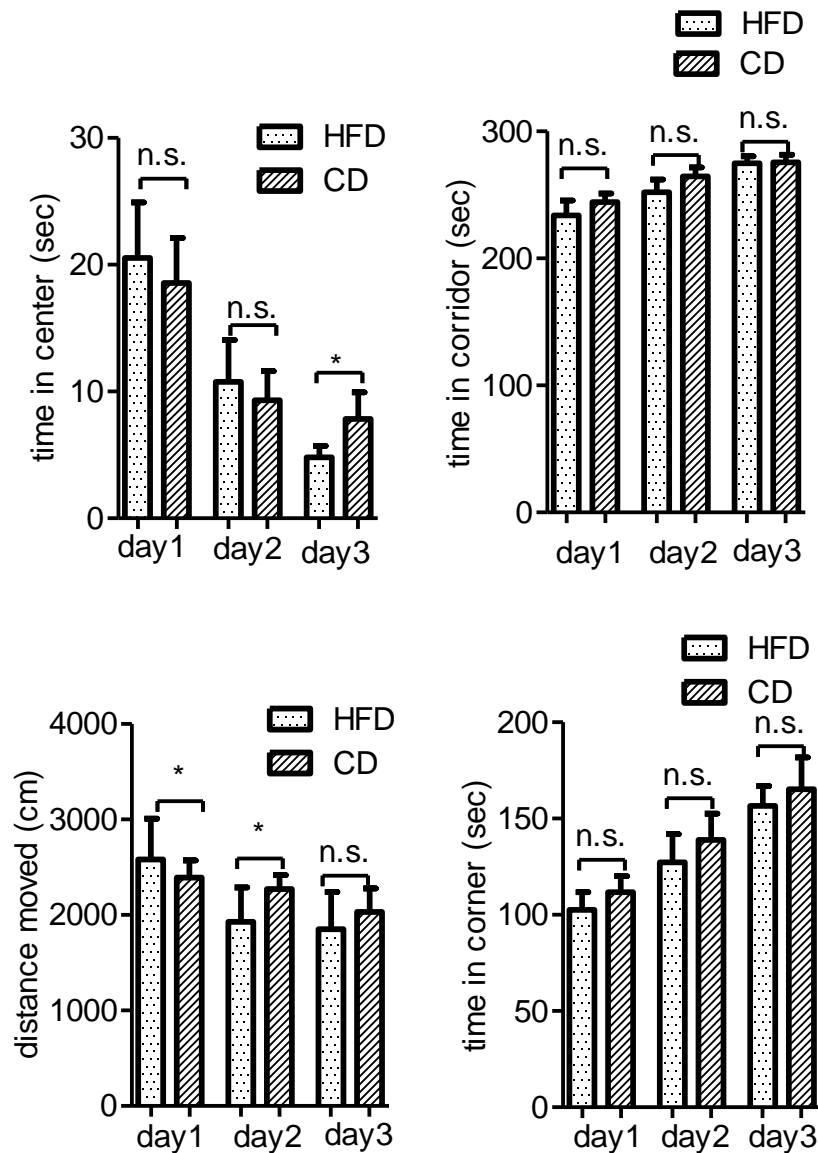 HFD
CD
time in center (sec)
30
20
10
0
n.s.
n.s.
*
day1
day2
day3
HFD
CD
time in corridor (sec)
300
200
100
0
n.s.
n.s.
n.s.
day1
day2
day3
HFD
CD
distance moved (cm)
4000
3000
2000
1000
0
*
*
n.s.
day1
day2
day3
HFD
CD
time in corner (sec)
200
150
100
50
0
n.s.
n.s.
n.s.
day1
day2
day3